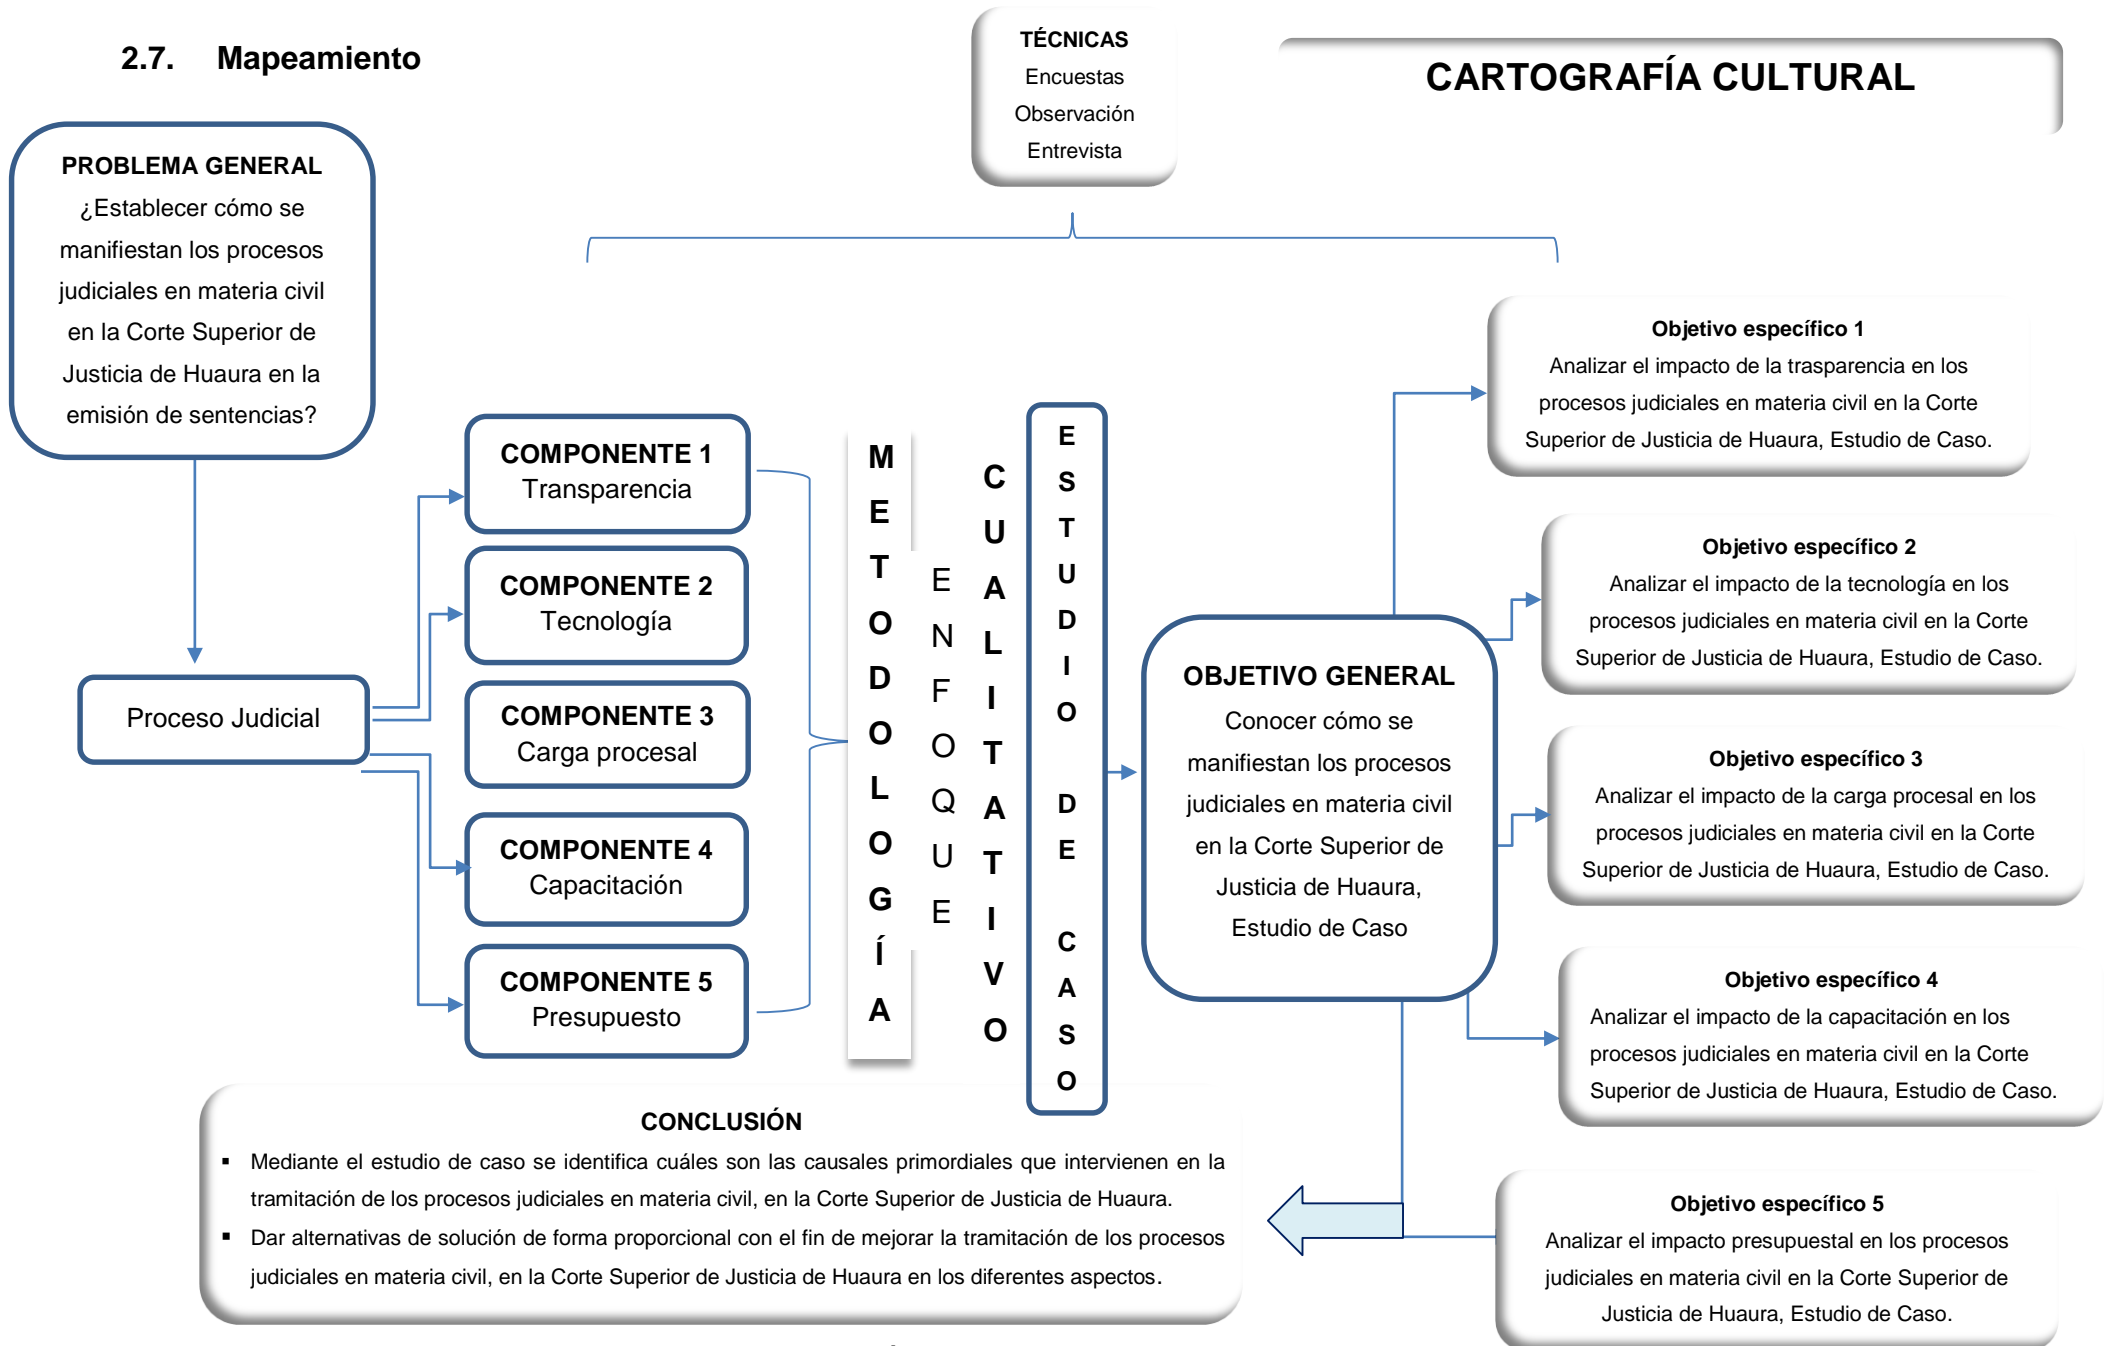 2.7. Mapeamiento
TÉCNICAS
Encuestas
Observación
Entrevista
CARTOGRAFÍA CULTURAL
PROBLEMA GENERAL
¿Establecer cómo se
manifiestan los procesos
judiciales en materia civil
en la Corte Superior de
Justicia de Huaura en la
emisión de sentencias?
Proceso Judicial
COMPONENTE 1
Transparencia
COMPONENTE 2
Tecnología
COMPONENTE 3
Carga procesal
COMPONENTE 4
Capacitación
COMPONENTE 5
Presupuesto
METODOLOGÍA
ENFOQUE
CUALITATIVO
ESTUDIO DE CASO
OBJETIVO GENERAL
Conocer cómo se
manifiestan los procesos
judiciales en materia civil
en la Corte Superior de
Justicia de Huaura,
Estudio de Caso
Objetivo específico 1
Analizar el impacto de la trasparencia en los
procesos judiciales en materia civil en la Corte
Superior de Justicia de Huaura, Estudio de Caso.
Objetivo específico 2
Analizar el impacto de la tecnología en los
procesos judiciales en materia civil en la Corte
Superior de Justicia de Huaura, Estudio de Caso.
Objetivo específico 3
Analizar el impacto de la carga procesal en los
procesos judiciales en materia civil en la Corte
Superior de Justicia de Huaura, Estudio de Caso.
Objetivo específico 4
Analizar el impacto de la capacitación en los
procesos judiciales en materia civil en la Corte
Superior de Justicia de Huaura, Estudio de Caso.
Objetivo específico 5
Analizar el impacto presupuestal en los procesos
judiciales en materia civil en la Corte Superior de
Justicia de Huaura, Estudio de Caso.
CONCLUSIÓN
▪ Mediante el estudio de caso se identifica cuáles son las causales primordiales que intervienen en la
tramitación de los procesos judiciales en materia civil, en la Corte Superior de Justicia de Huaura.
▪ Dar alternativas de solución de forma proporcional con el fin de mejorar la tramitación de los procesos
judiciales en materia civil, en la Corte Superior de Justicia de Huaura en los diferentes aspectos.